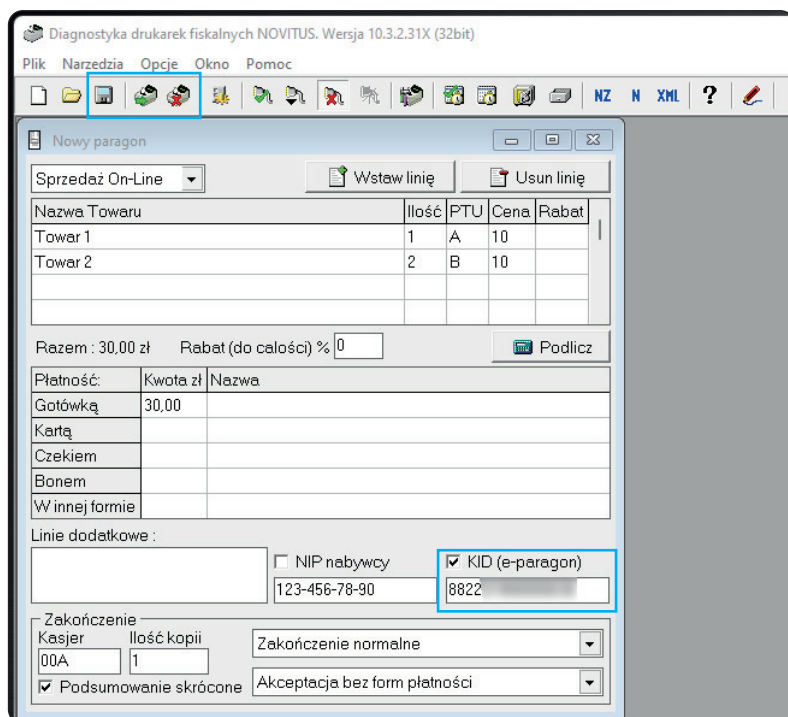 Diagnostyka drukarek fiskalnych NOVITUS. Wersja 10.3.2.31X (32bit)
Plik Narzedzia Opcje Okno Pomoc
NZ N XML ?
Nowy paragon
Sprzedaż On-Line Wstaw linię Usun linię
Nazwa Towaru Ilość PTU Cena Rabat
Towar 1 1 A 10
Towar 2 2 B 10
Razem : 30,00 zł Rabat (do calości) % 0 Podlicz
Płatność: Kwota zł Nazwa
Gotówką 30,00
Kartą
Czekiem
Bonem
W innej formie
Linie dodatkowe :
NIP nabywcy KID (e-paragon)
123-456-78-90 8822
Zakończenie
Kasjer Ilość kopii Zakończenie normalne
00A 1
Podsumowanie skrócone Akceptacja bez form płatności